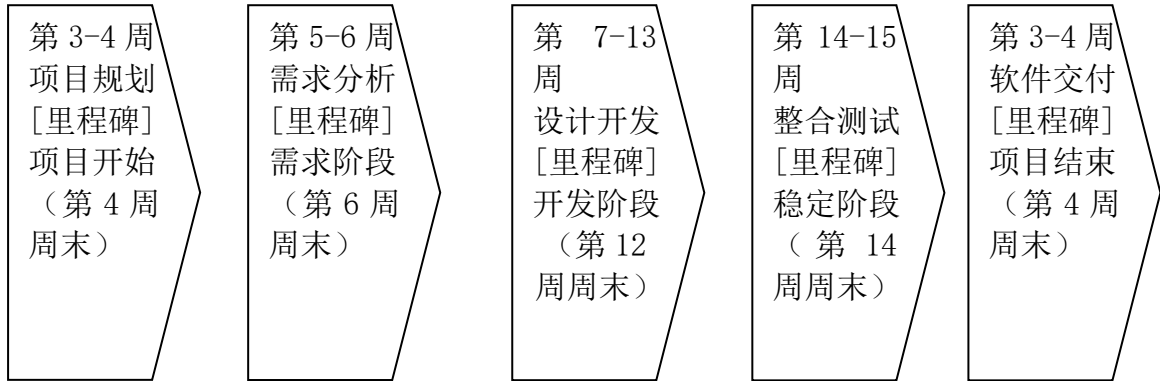 第 3-4 周
项目规划
[里程碑]
项目开始
（第 4 周
周末）
第 5-6 周
需求分析
[里程碑]
需求阶段
（第 6 周
周末）
第 7-13
周
设计开发
[里程碑]
开发阶段
（第 12
周周末）
第 14-15
周
整合测试
[里程碑]
稳定阶段
（ 第 14
周周末）
第 3-4 周
软件交付
[里程碑]
项目结束
（第 4 周
周末）